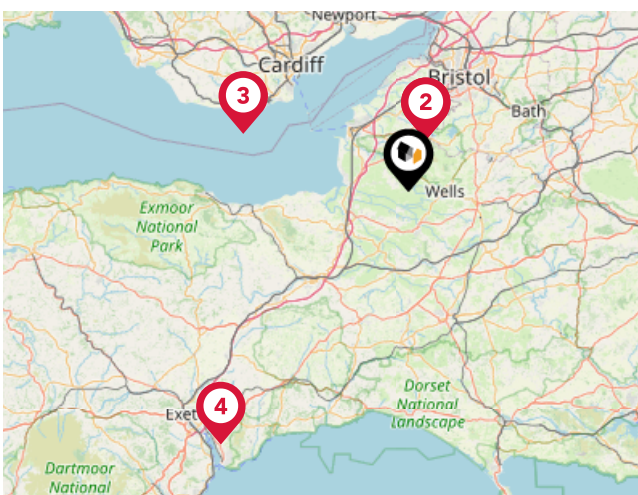 Newport
Cardiff
Bristol
3
2
Bath
Wells
Exmoor
National
Park
4
Dorset
National
Landscape
Exet
Dartmoor
National